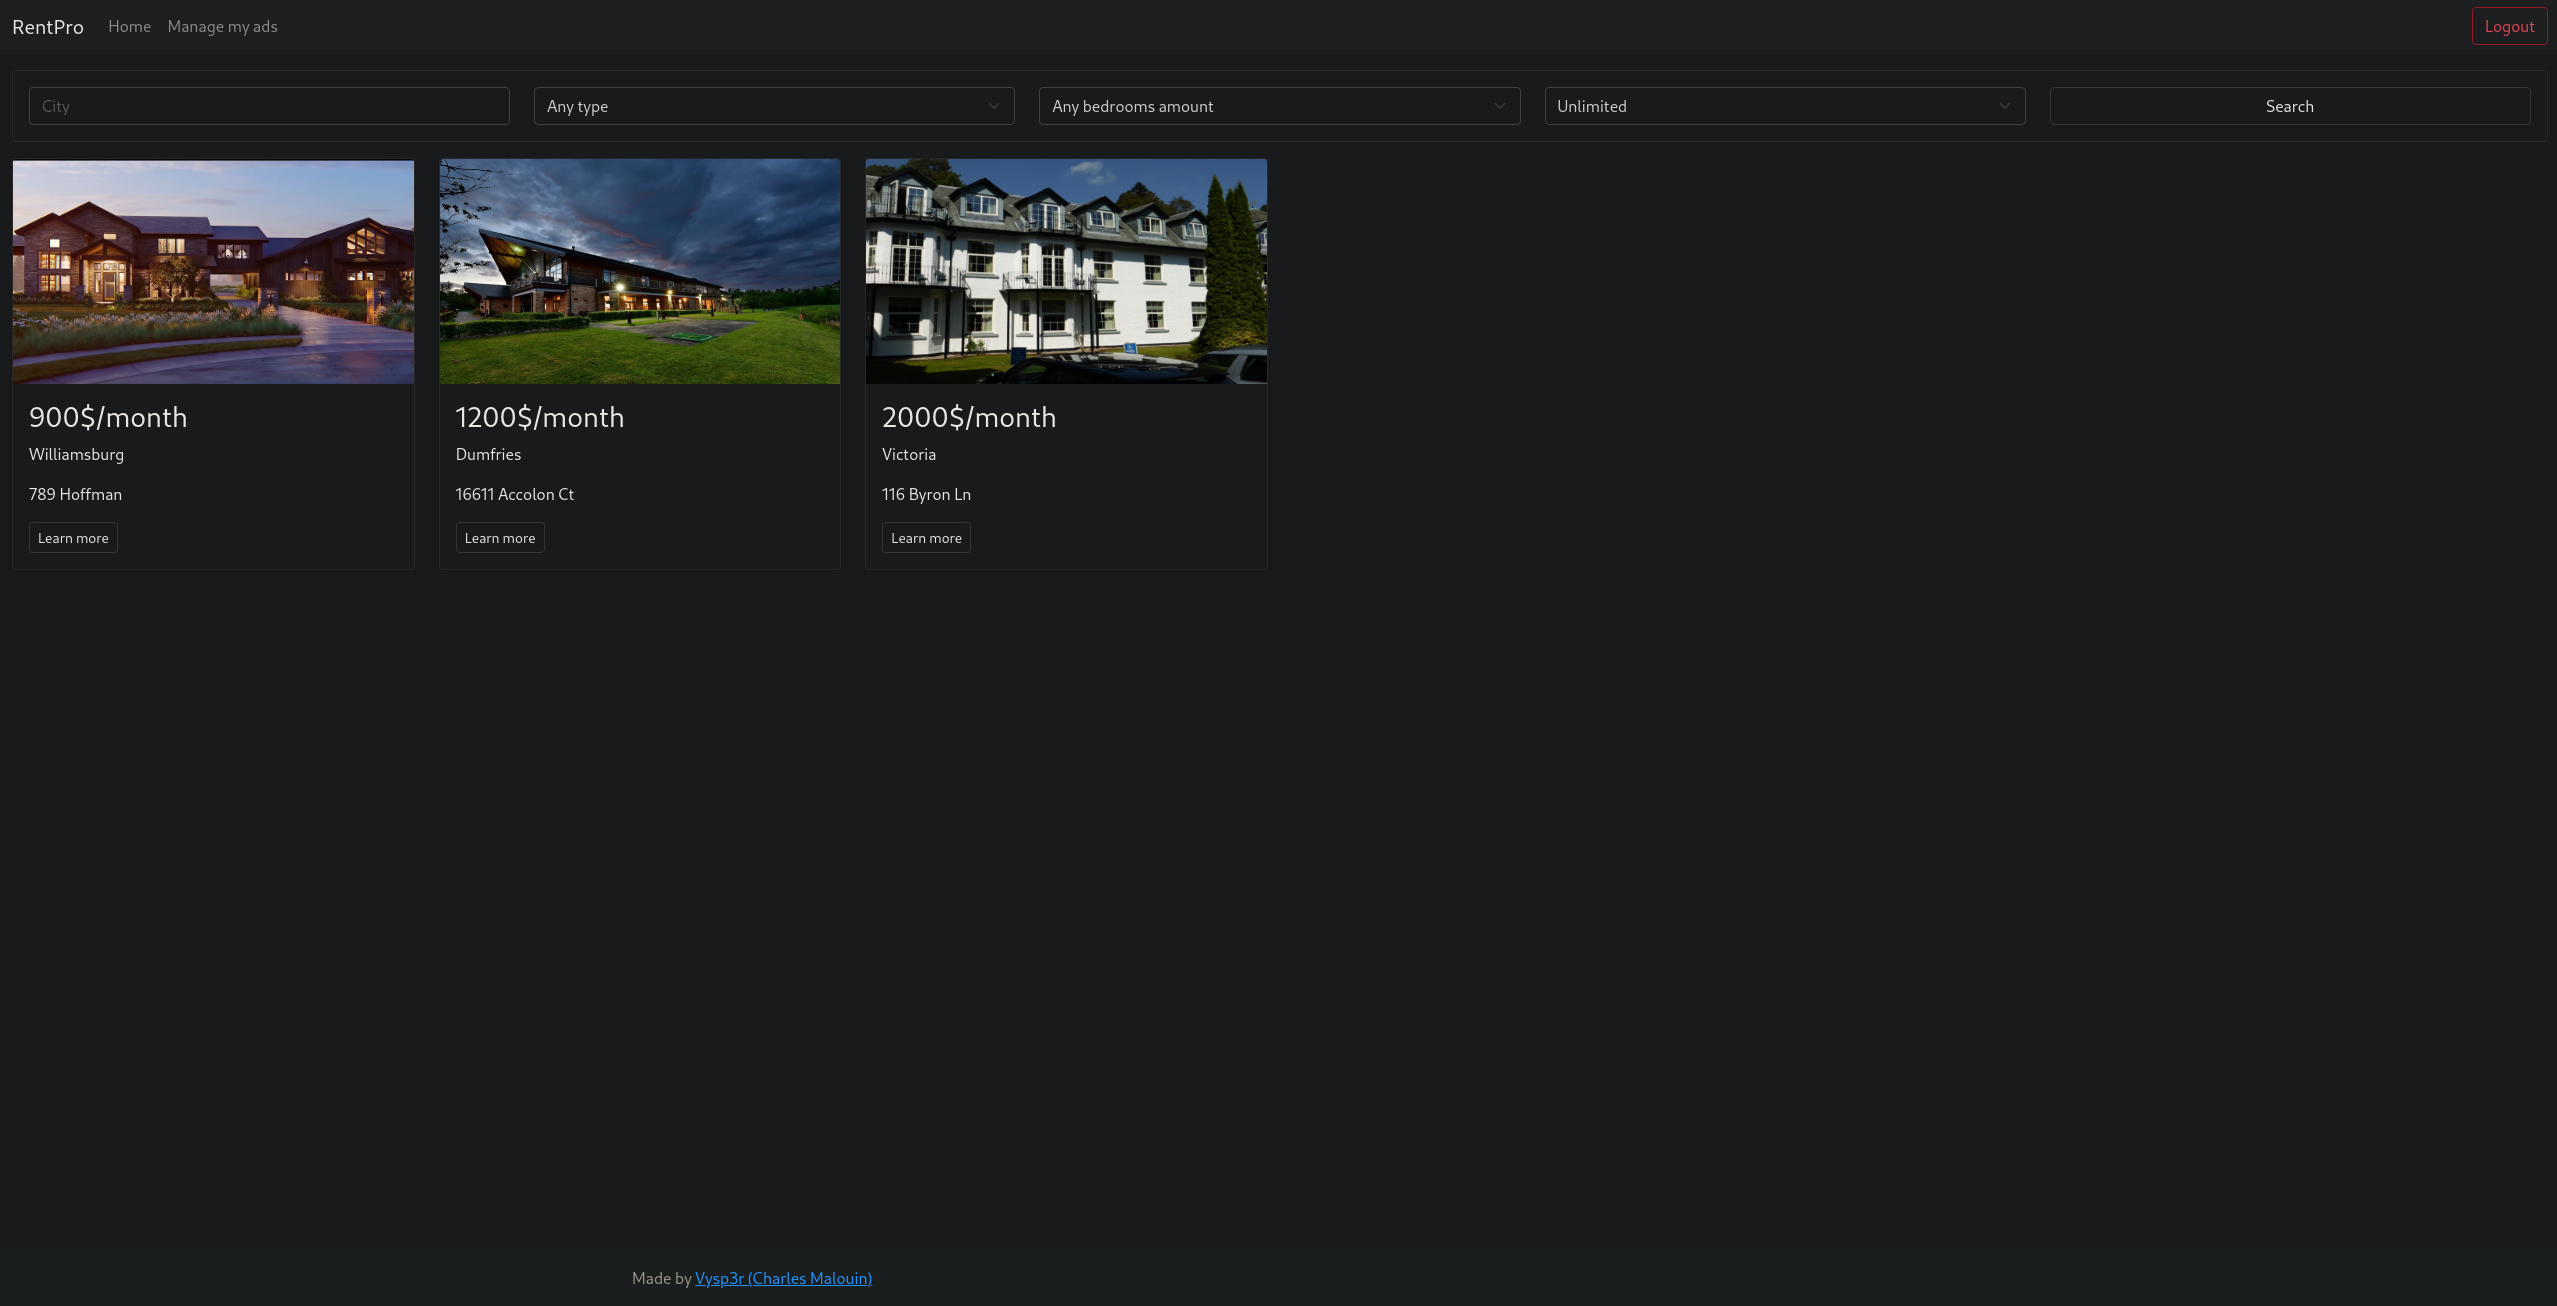 RentPro Home Manage my ads Logout
City Any type Any bedrooms amount Unlimited Search
900$/month
Williamsburg
789 Hoffman
Learn more
1200$/month
Dumfries
16611 Accolon Ct
Learn more
2000$/month
Victoria
116 Byron Ln
Learn more
Made by Vysp3r (Charles Malouin)